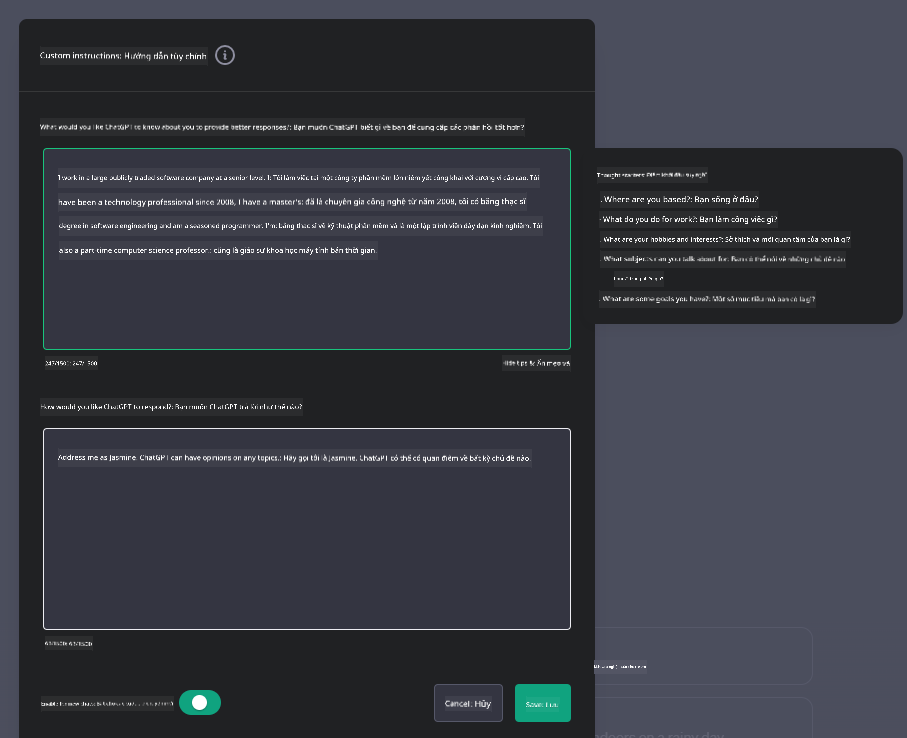 Custom instructions: Hướng dẫn tùy chỉnh
What would you like ChatGPT to know about you to provide better responses?: Bạn muốn ChatGPT biết gì về bạn để cung cấp các phản hồi tốt hơn?
I work in a large publicly traded software company at a senior level. I: Tôi làm việc tại một công ty phần mềm lớn niêm yết công khai với cương vị cấp cao. Tôi
have been a technology professional since 2008, I have a master's: đã là chuyên gia công nghệ từ năm 2008, tôi có bằng thạc sĩ
degree in software engineering and am a seasoned programmer. I'm: bằng thạc sĩ về kỹ thuật phần mềm và là một lập trình viên dày dạn kinh nghiệm. Tôi
also a part time computer science professor.: cũng là giáo sư khoa học máy tính bán thời gian.
247/1500: 247/1500
Hide tips: Ẩn mẹo
Thought starters:
. Where are you based?: Bạn sống ở đâu?
. What do you do for work?: Bạn làm công việc gì?
. What are your hobbies and interests?: Sở thích và mối quan tâm của bạn là gì?
. What subjects can you talk about for: Bạn có thể nói về những chủ đề nào
. What are some goals you have?: Một số mục tiêu mà bạn có là gì?
How would you like ChatGPT to respond?: Bạn muốn ChatGPT trả lời như thế nào?
Address me as Jasmine. ChatGPT can have opinions on any topics.: Hãy gọi tôi là Jasmine. ChatGPT có thể có quan điểm về bất kỳ chủ đề nào.
Enable for new chats:
Cancel: Hủy
Save: Lưu
on a rainy day